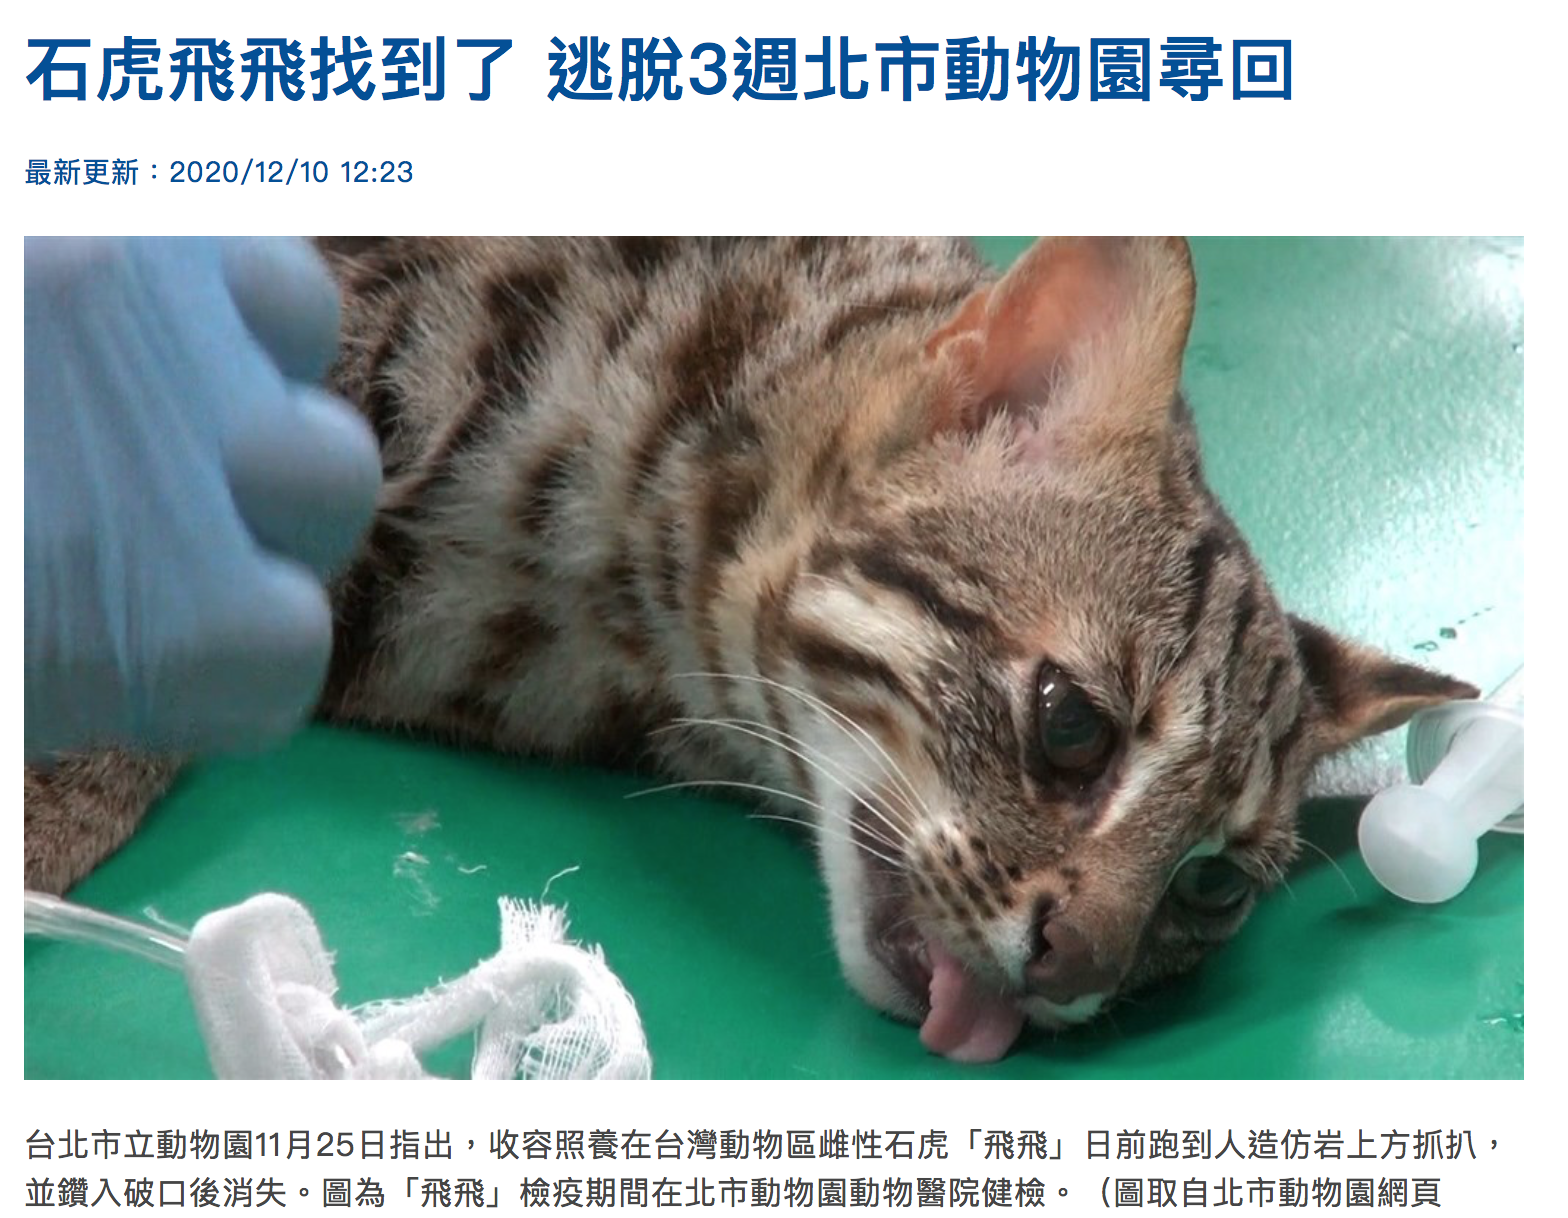 石虎飛飛找到了 逃脫3週北市動物園尋回
最新更新：2020/12/10 12:23
台北市立動物園11月25日指出，收容照養在台灣動物區雌性石虎「飛飛」日前跑到人造仿岩上方抓扒，
並鑽入破口後消失。圖為「飛飛」檢疫期間在北市動物園動物醫院健檢。（圖取自北市動物園網頁